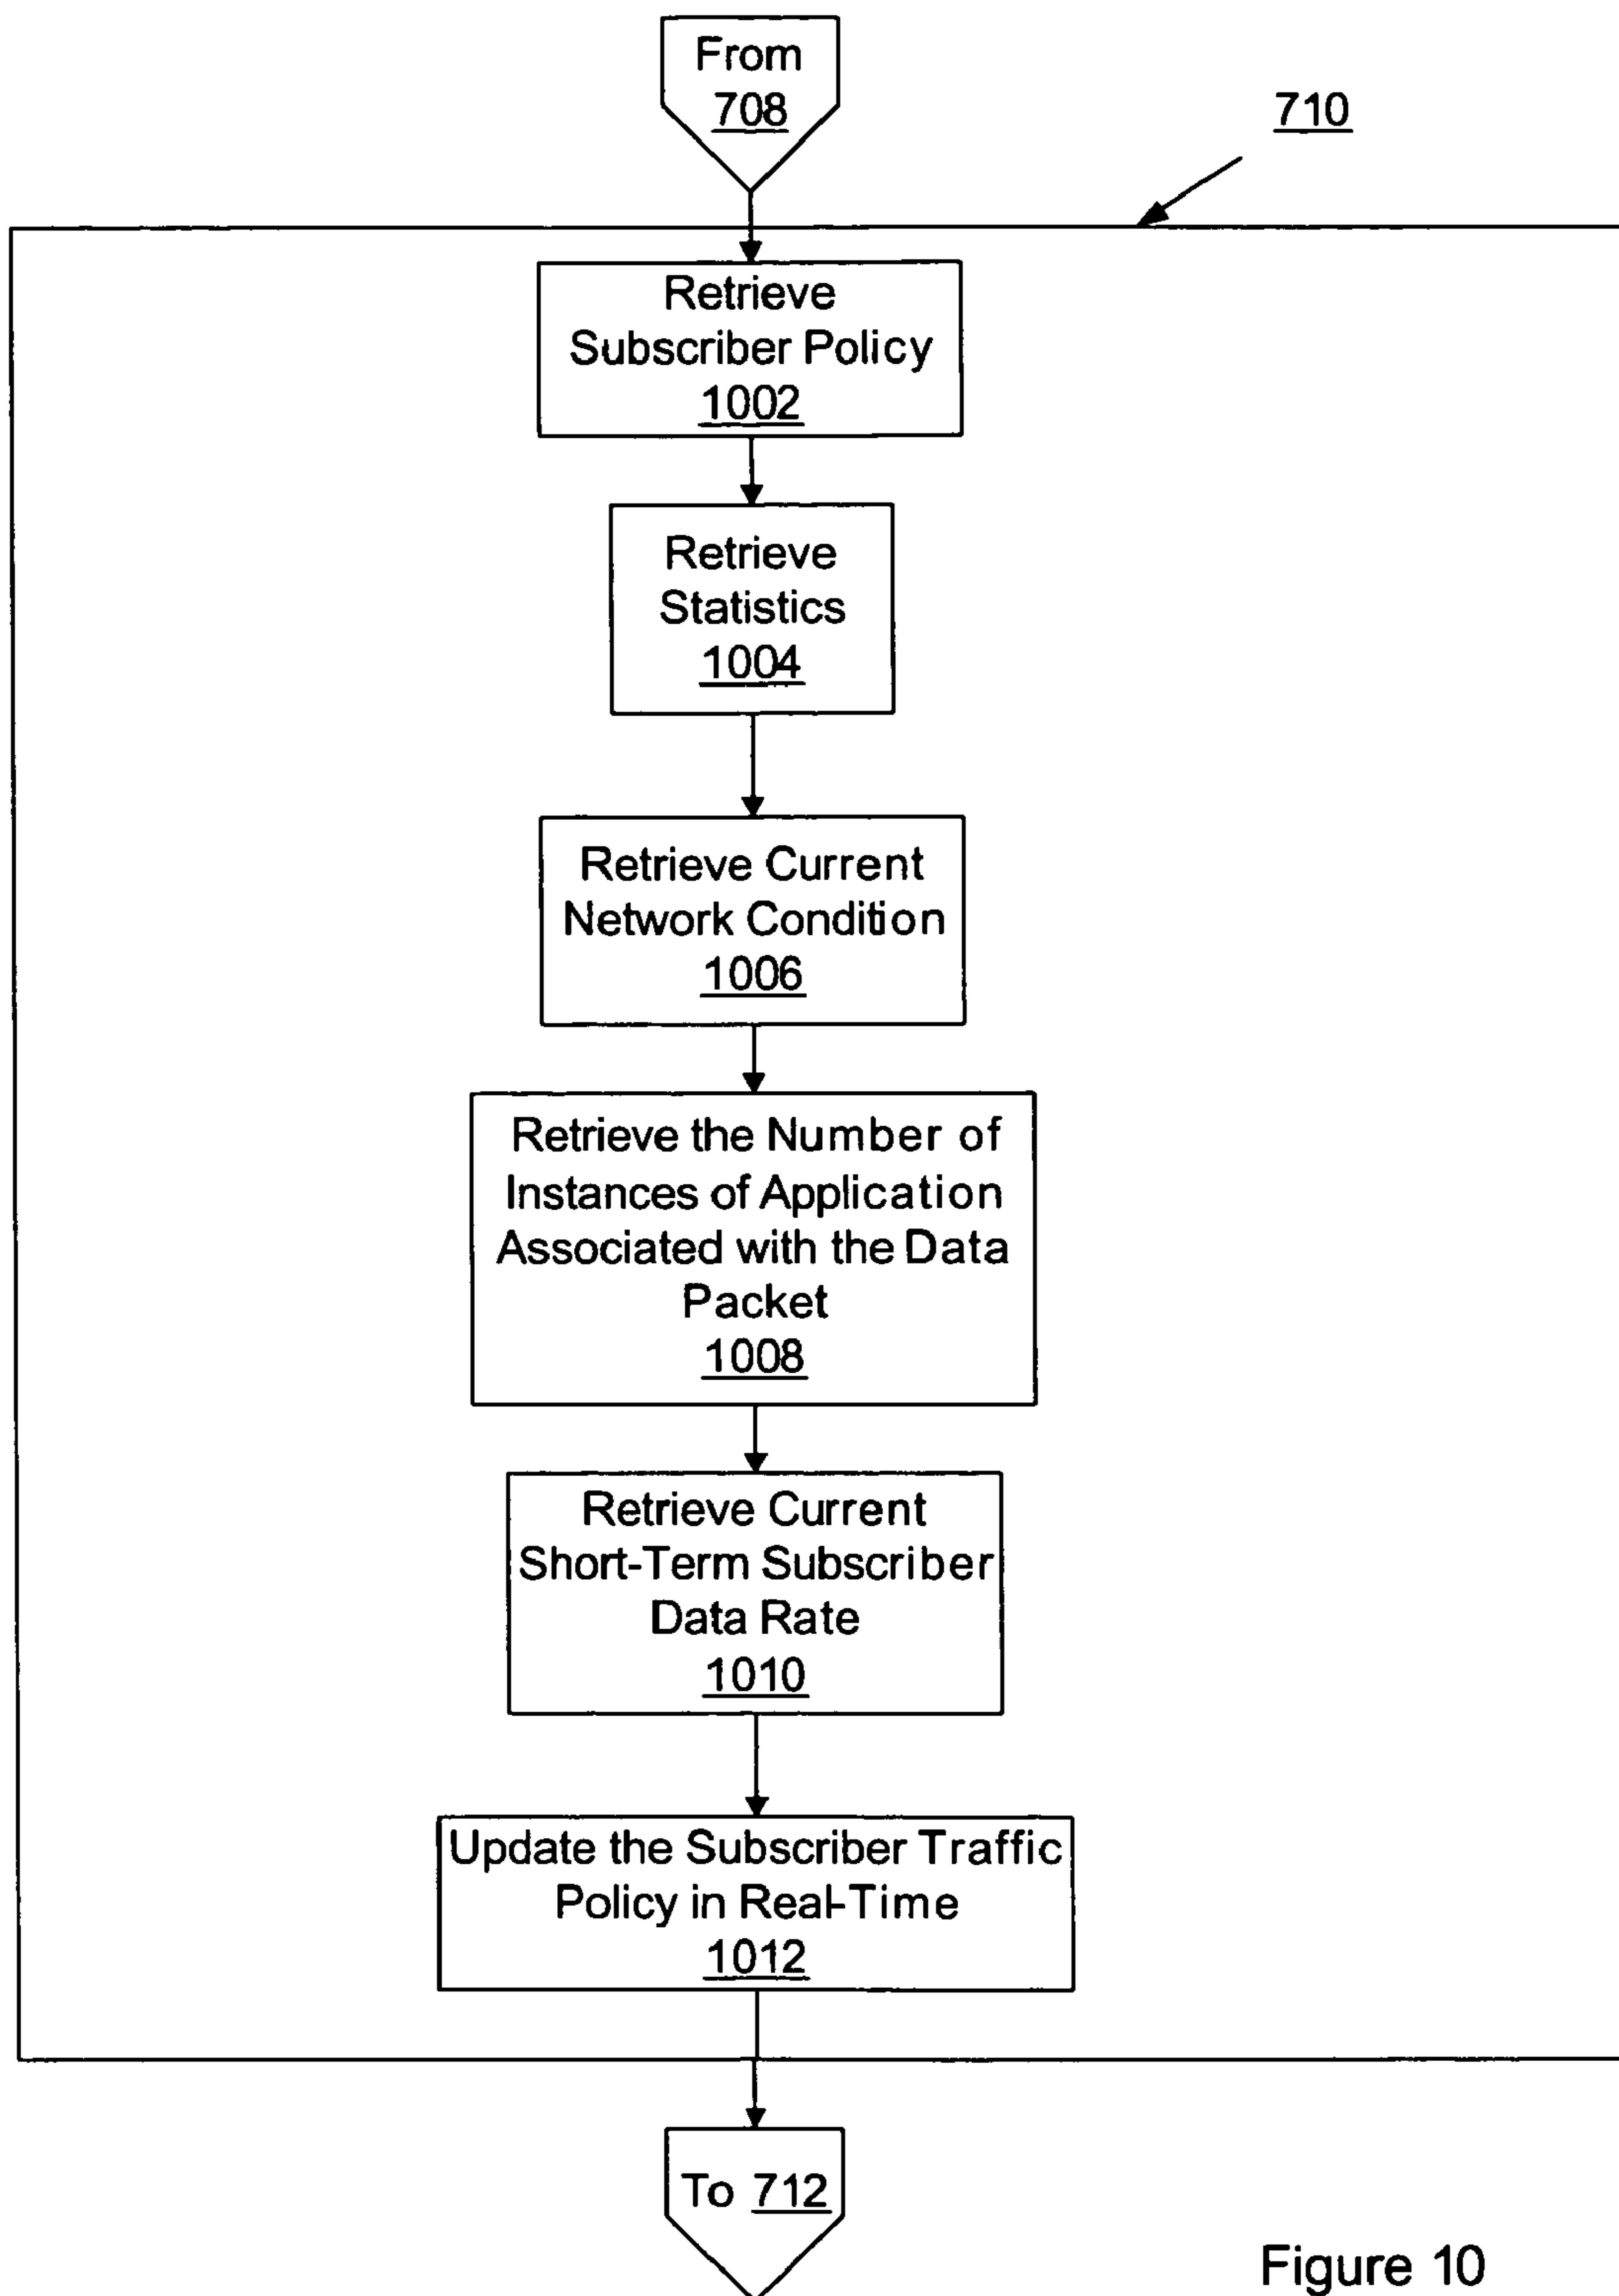 From
708
710
Retrieve
Subscriber Policy
1002
Retrieve
Statistics
1004
Retrieve Current
Network Condition
1006
Retrieve the Number of
Instances of Application
Associated with the Data
Packet
1008
Retrieve Current
Short-Term Subscriber
Data Rate
1010
Update the Subscriber Traffic
Policy in Real-Time
1012
To 712
Figure 10